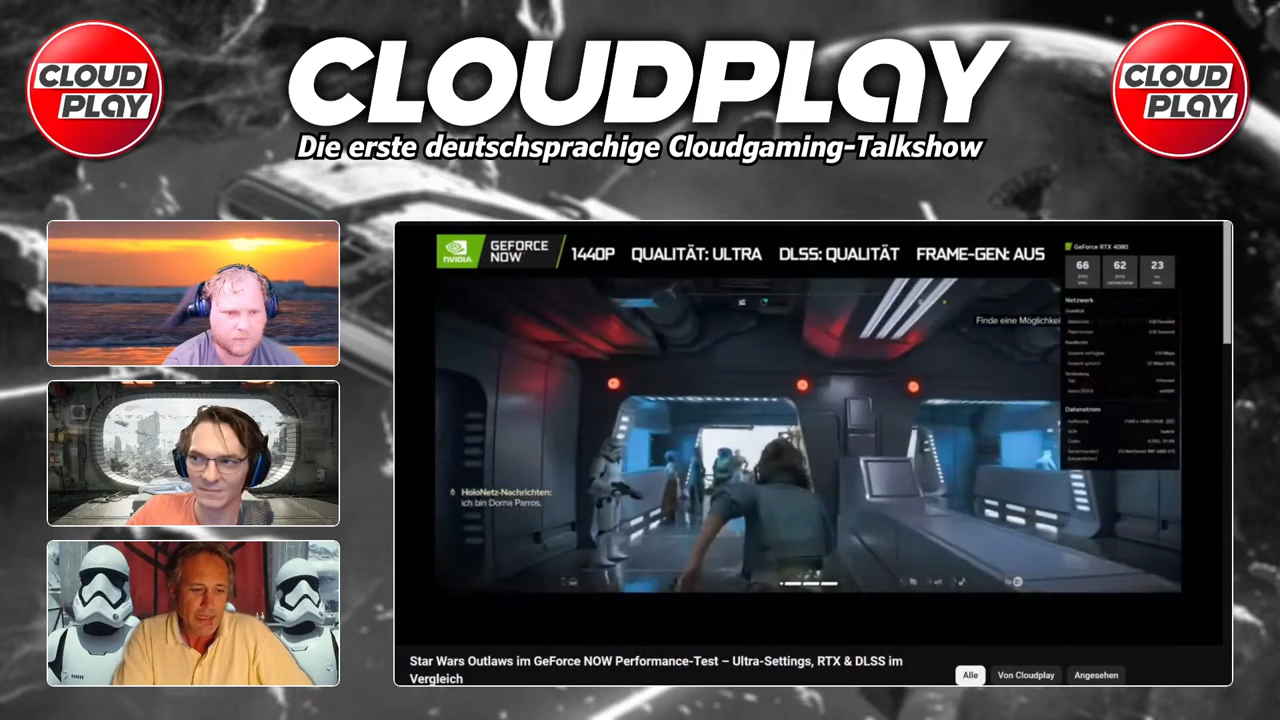 CLOUD
PLAY
CLOUDPLAY
Die erste deutschsprachige Cloudgaming-Talkshow
CLOUD
PLAY
NVIDIA
GEFORCE
NOW
1440P QUALITÄT: ULTRA DLSS: QUALITÄT FRAME-GEN: AUS
GeForce RTX 4080
66 62 23
Netzwerk
Finde eine Möglichkei
Datenstrom
HoloNetz-Nachrichten:
ich bin Dorna Parros.
Star Wars Outlaws im GeForce NOW Performance-Test – Ultra-Settings, RTX & DLSS im
Vergleich
Alle Von Cloudplay Angesehen